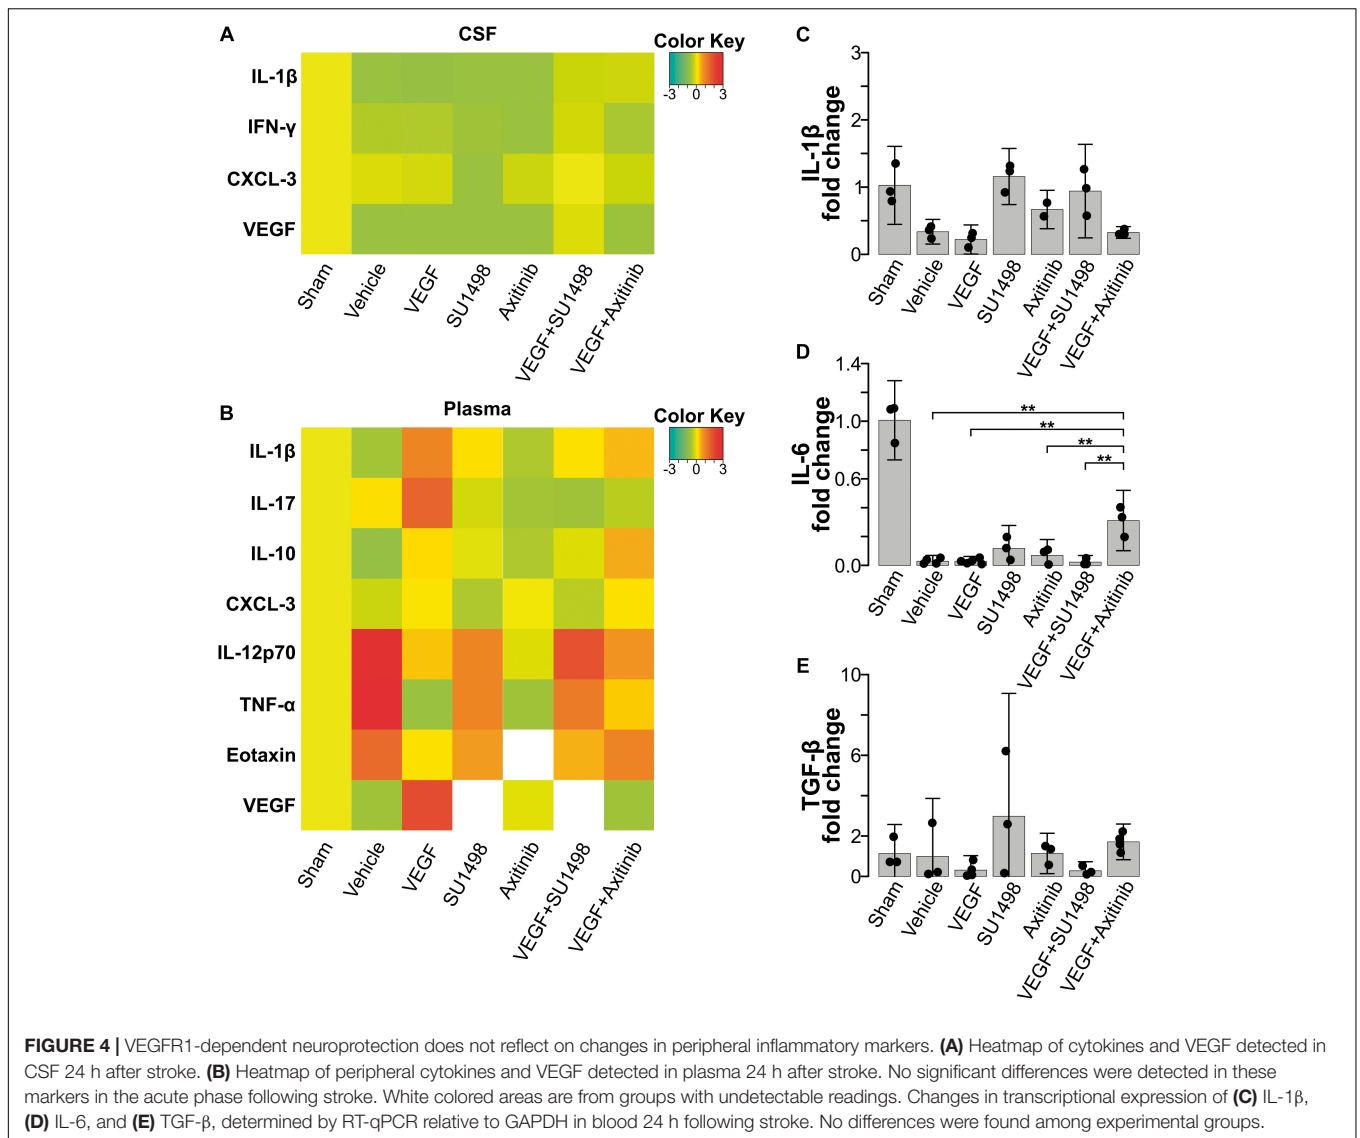 A
CSF
Color Key
-3 0 3
IL-1β
IFN-γ
CXCL-3
VEGF
Sham
Vehicle
VEGF
SU1498
Axitinib
VEGF+SU1498
VEGF+Axitinib
B
Plasma
Color Key
-3 0 3
IL-1β
IL-17
IL-10
CXCL-3
IL-12p70
TNF-α
Eotaxin
VEGF
Sham
Vehicle
VEGF
SU1498
Axitinib
VEGF+SU1498
VEGF+Axitinib
C
IL-1β
fold change
3
2
1
0
Sham
Vehicle
VEGF
SU1498
Axitinib
VEGF+SU1498
VEGF+Axitinib
D
IL-6
fold change
1.4
1.0
0.6
0.0
**
**
**
**
Sham
Vehicle
VEGF
SU1498
Axitinib
VEGF+SU1498
VEGF+Axitinib
E
TGF-β
fold change
10
6
2
0
Sham
Vehicle
VEGF
SU1498
Axitinib
VEGF+SU1498
VEGF+Axitinib
FIGURE 4 | VEGFR1-dependent neuroprotection does not reflect on changes in peripheral inflammatory markers. (A) Heatmap of cytokines and VEGF detected in
CSF 24 h after stroke. (B) Heatmap of peripheral cytokines and VEGF detected in plasma 24 h after stroke. No significant differences were detected in these
markers in the acute phase following stroke. White colored areas are from groups with undetectable readings. Changes in transcriptional expression of (C) IL-1β,
(D) IL-6, and (E) TGF-β, determined by RT-qPCR relative to GAPDH in blood 24 h following stroke. No differences were found among experimental groups.